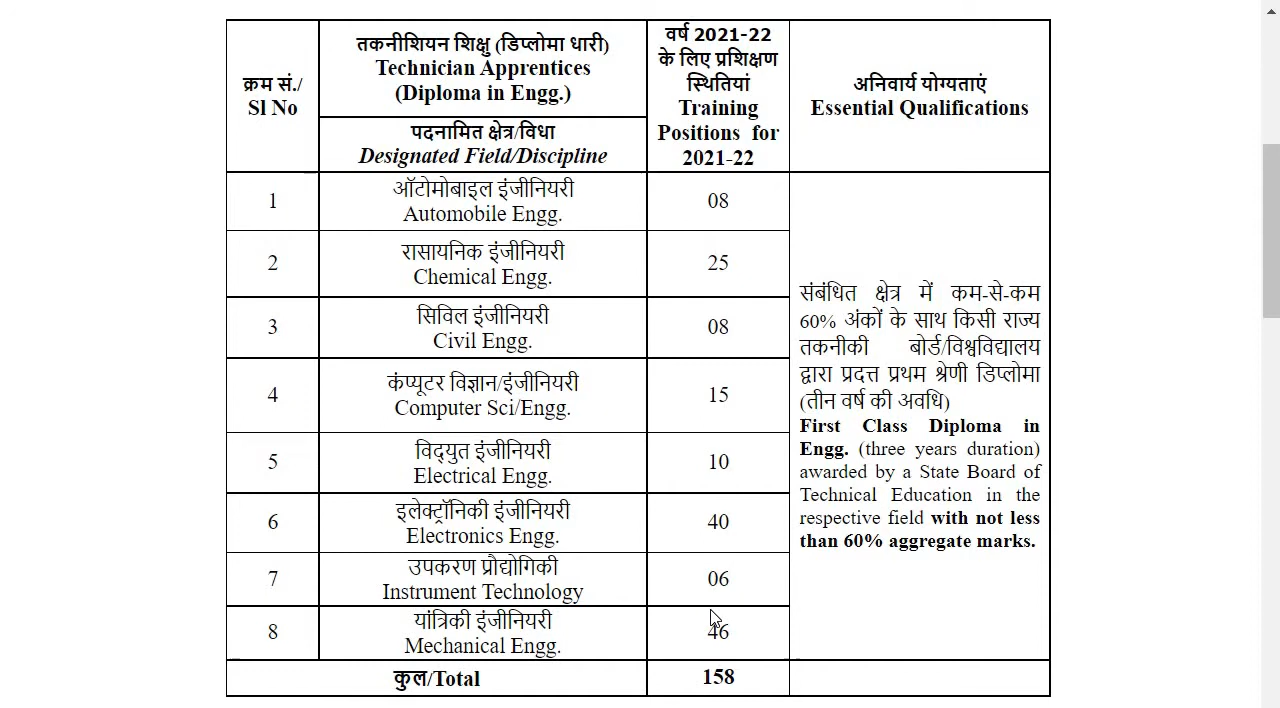 क्रम सं./
Sl No
तकनीशियन शिक्षु (डिप्लोमा धारी)
Technician Apprentices
(Diploma in Engg.)
पदनामित क्षेत्र/विधा
Designated Field/Discipline
वर्ष 2021-22
के लिए प्रशिक्षण
स्थितियां
Training
Positions for
2021-22
अनिवार्य योग्यताएं
Essential Qualifications
1
ऑटोमोबाइल इंजीनियरी
Automobile Engg.
08
2
रासायनिक इंजीनियरी
Chemical Engg.
25
3
सिविल इंजीनियरी
Civil Engg.
08
4
कंप्यूटर विज्ञान/इंजीनियरी
Computer Sci/Engg.
15
5
विद्युत इंजीनियरी
Electrical Engg.
10
6
इलेक्ट्रॉनिकी इंजीनियरी
Electronics Engg.
40
7
उपकरण प्रौद्योगिकी
Instrument Technology
06
8
यांत्रिकी इंजीनियरी
Mechanical Engg.
46
संबंधित क्षेत्र में कम-से-कम
60% अंकों के साथ किसी राज्य
तकनीकी बोर्ड/विश्वविद्यालय
द्वारा प्रदत्त प्रथम श्रेणी डिप्लोमा
(तीन वर्ष की अवधि)
First Class Diploma in
Engg. (three years duration)
awarded by a State Board of
Technical Education in the
respective field with not less
than 60% aggregate marks.
कुल/Total
158